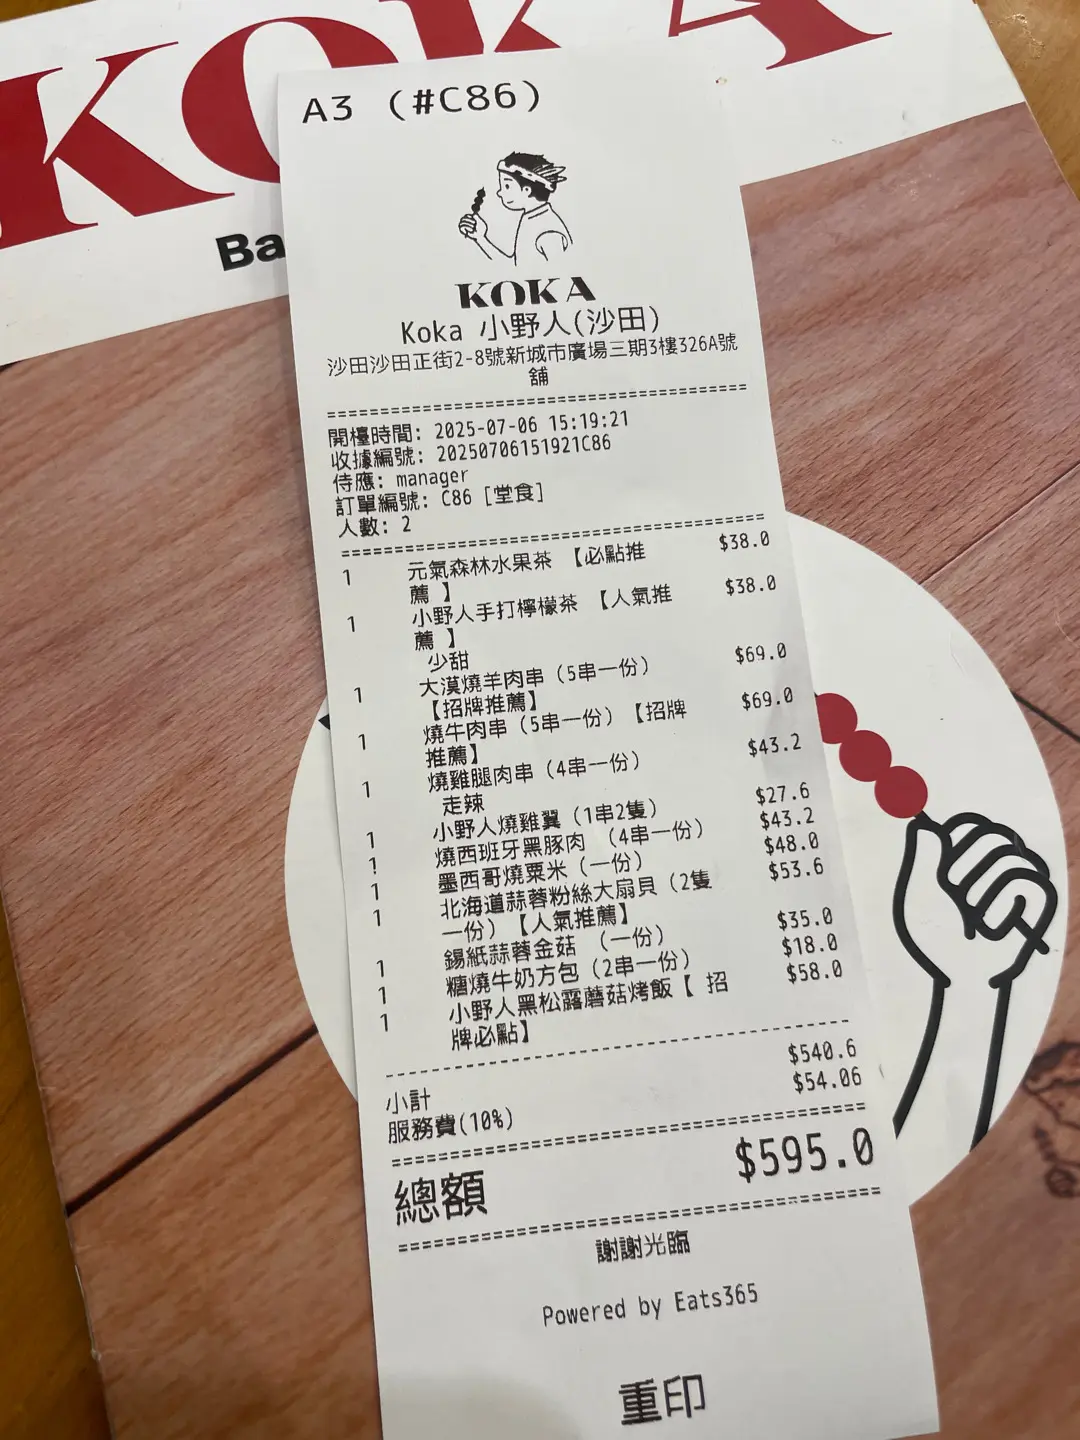 KOKA
Ba
A3 (#C86)
KOKA
Koka 小野人(沙田)
沙田沙田正街2-8號新城市廣場三期3樓326A號
舖
開檯時間: 2025-07-06 15:19:21
收據編號: 20250706151921C86
侍應: manager
訂單編號: C86 [堂食]
人數: 2
1 元氣森林水果茶 【必點推 $38.0
薦 】
1 小野人手打檸檬茶 【人氣推 $38.0
薦 】
少甜
1 大漠燒羊肉串 (5串一份) $69.0
【招牌推薦】
1 燒牛肉串 (5串一份) 【招牌 $69.0
推薦】
1 燒雞腿肉串 (4串一份) $43.2
走辣
1 小野人燒雞翼 (1串2隻) $27.6
1 燒西班牙黑豚肉 (4串一份) $43.2
1 墨西哥燒粟米 (一份) $48.0
1 北海道蒜蓉粉絲大扇貝 (2隻 $53.6
一份) 【人氣推薦】
1 錫紙蒜蓉金菇 (一份) $35.0
1 糖燒牛奶方包 (2串一份) $18.0
1 小野人黑松露蘑菇烤飯【 招 $58.0
牌必點】
小計 $540.6
服務費(10%) $54.06
總額 $595.0
謝謝光臨
Powered by Eats365
重印